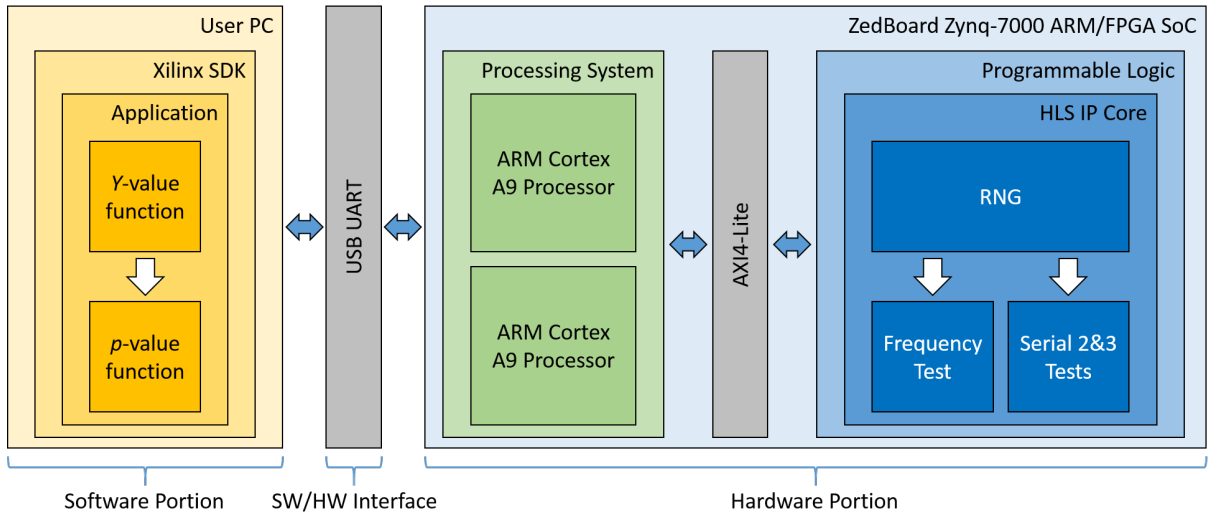 User PC
Xilinx SDK
Application
Y-value
function
p-value
function
USB UART
ZedBoard Zynq-7000 ARM/FPGA SoC
Processing System
ARM Cortex
A9 Processor
ARM Cortex
A9 Processor
AXI4-Lite
Programmable Logic
HLS IP Core
RNG
Frequency
Test
Serial 2&3
Tests
Software Portion
SW/HW Interface
Hardware Portion